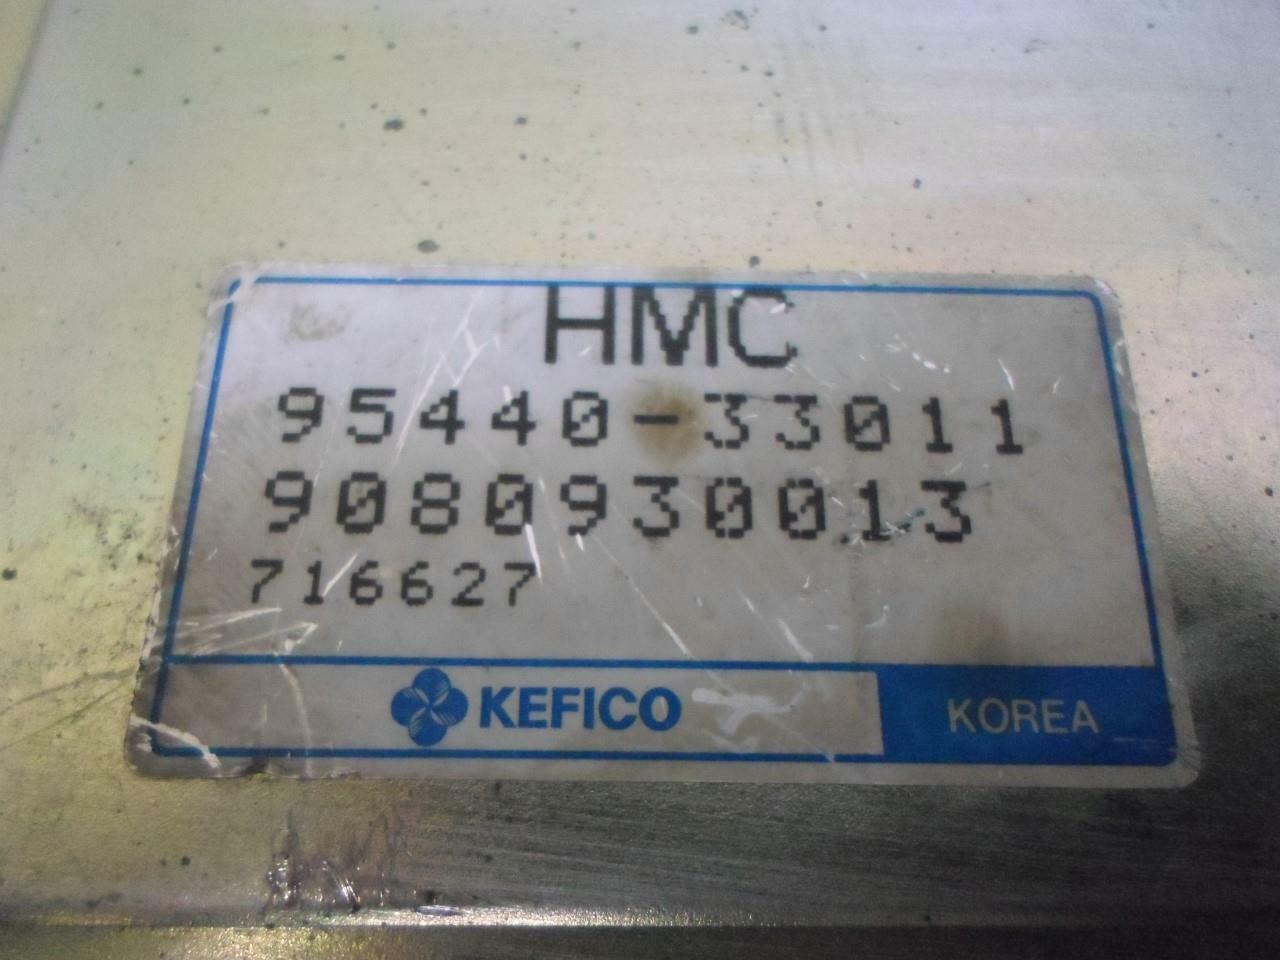 HMC
95440-33011
9080930013
716627
KEFICO
KOREA